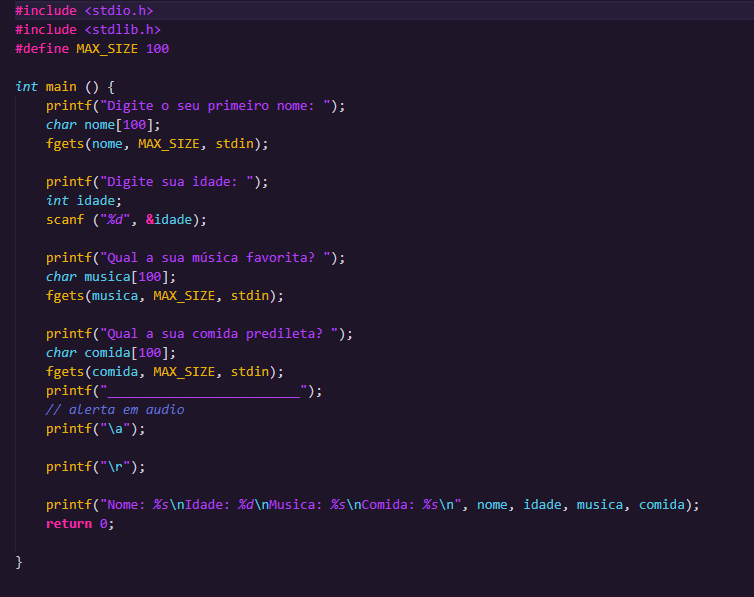 #include <stdio.h>
#include <stdlib.h>
#define MAX_SIZE 100
int main () {
printf("Digite o seu primeiro nome: ");
char nome[100];
fgets(nome, MAX_SIZE, stdin);
printf("Digite sua idade: ");
int idade;
scanf ("%d", &idade);
printf("Qual a sua música favorita? ");
char musica[100];
fgets(musica, MAX_SIZE, stdin);
printf("Qual a sua comida predileta? ");
char comida[100];
fgets(comida, MAX_SIZE, stdin);
printf("_________________________");
// alerta em audio
printf("\a");
printf("\r");
printf("Nome: %s\nIdade: %d\nMusica: %s\nComida: %s\n", nome, idade, musica, comida);
return 0;
}